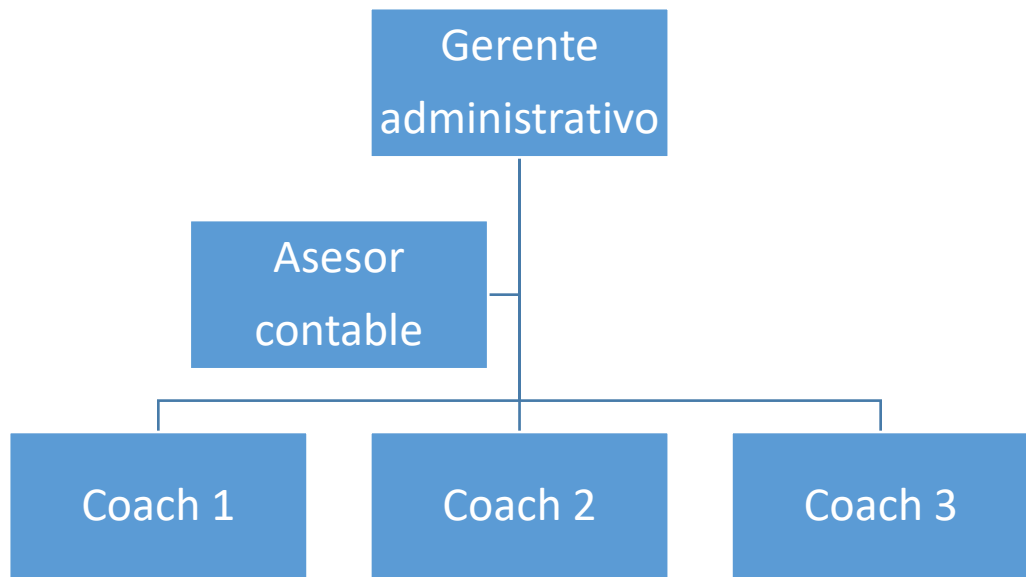 Gerente
administrativo
Asesor
contable
Coach 1
Coach 2
Coach 3